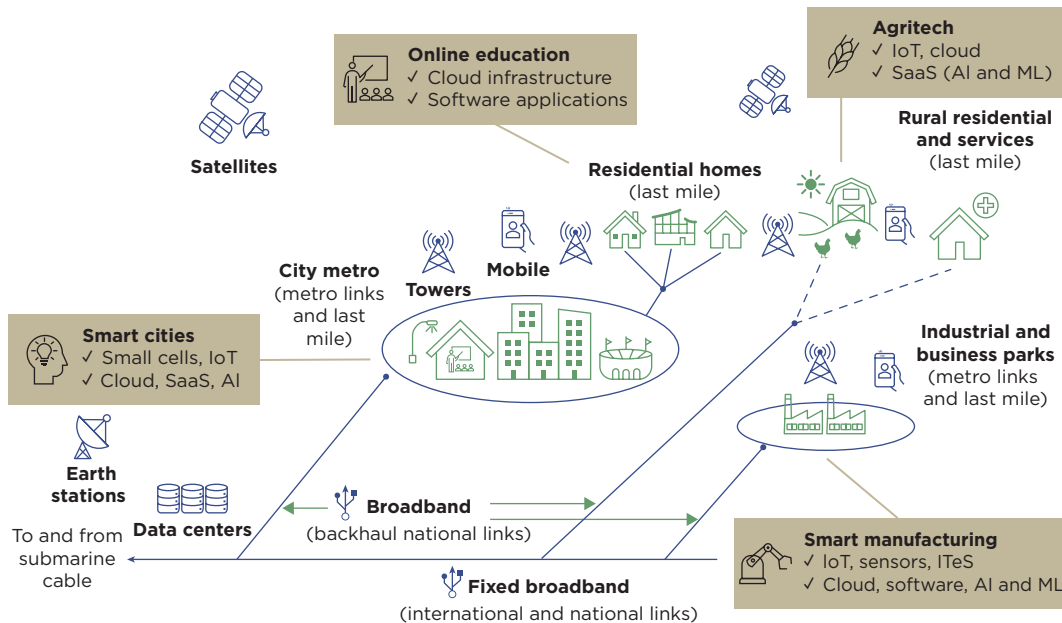 Online education
✓ Cloud infrastructure
✓ Software applications
Agritech
✓ IoT, cloud
✓ SaaS (AI and ML)
Satellites
Rural residential
and services
(last mile)
Residential homes
(last mile)
City metro
(metro links
and last
mile)
Towers
Mobile
Smart cities
✓ Small cells, IoT
✓ Cloud, SaaS, AI
Industrial and
business parks
(metro links
and last mile)
Earth
stations
Data centers
Broadband
(backhaul national links)
To and from
submarine
cable
Fixed broadband
(international and national links)
Smart manufacturing
✓ IoT, sensors, ITeS
✓ Cloud, software, AI and ML